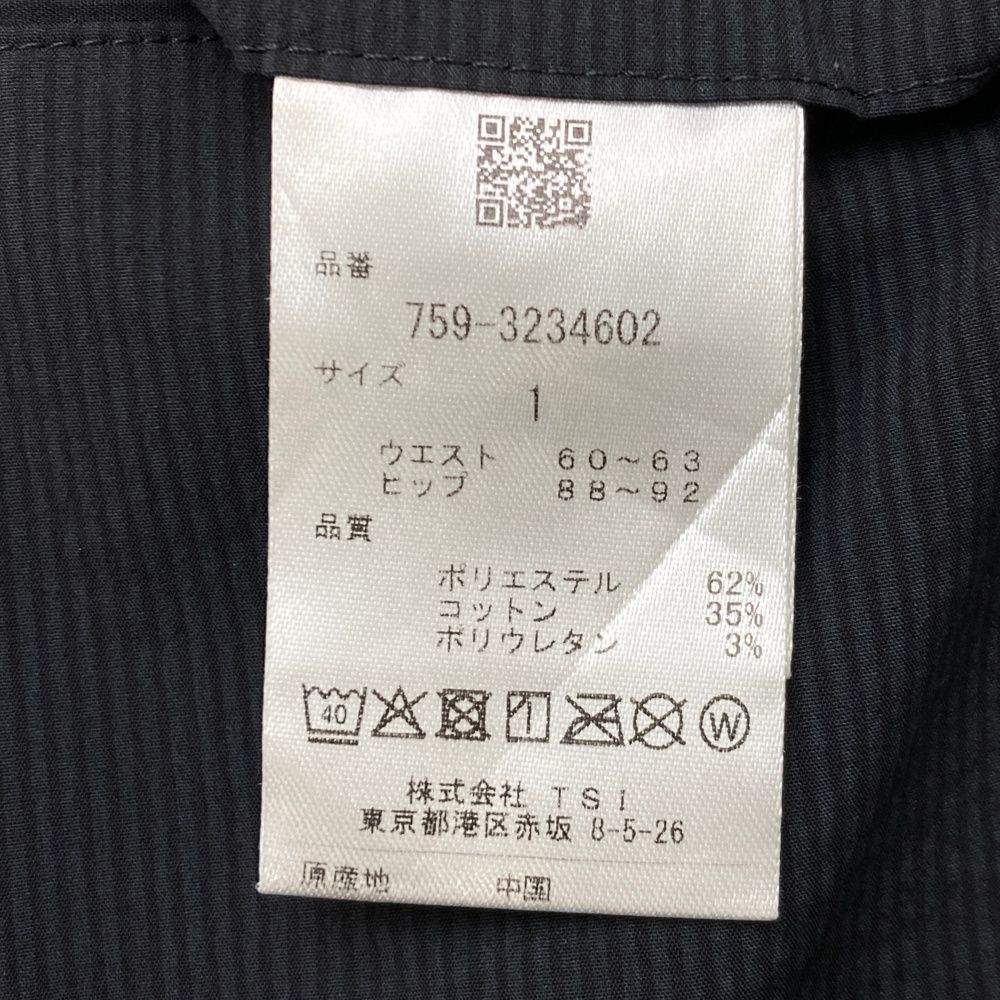 品番
759-3234602
サイズ
1
ウエスト 60～63
ヒップ 88～92
品質
ポリエステル 62%
コットン 35%
ポリウレタン 3%
40 W
株式会社 TSI
東京都港区赤坂 8-5-26
原産地 中国